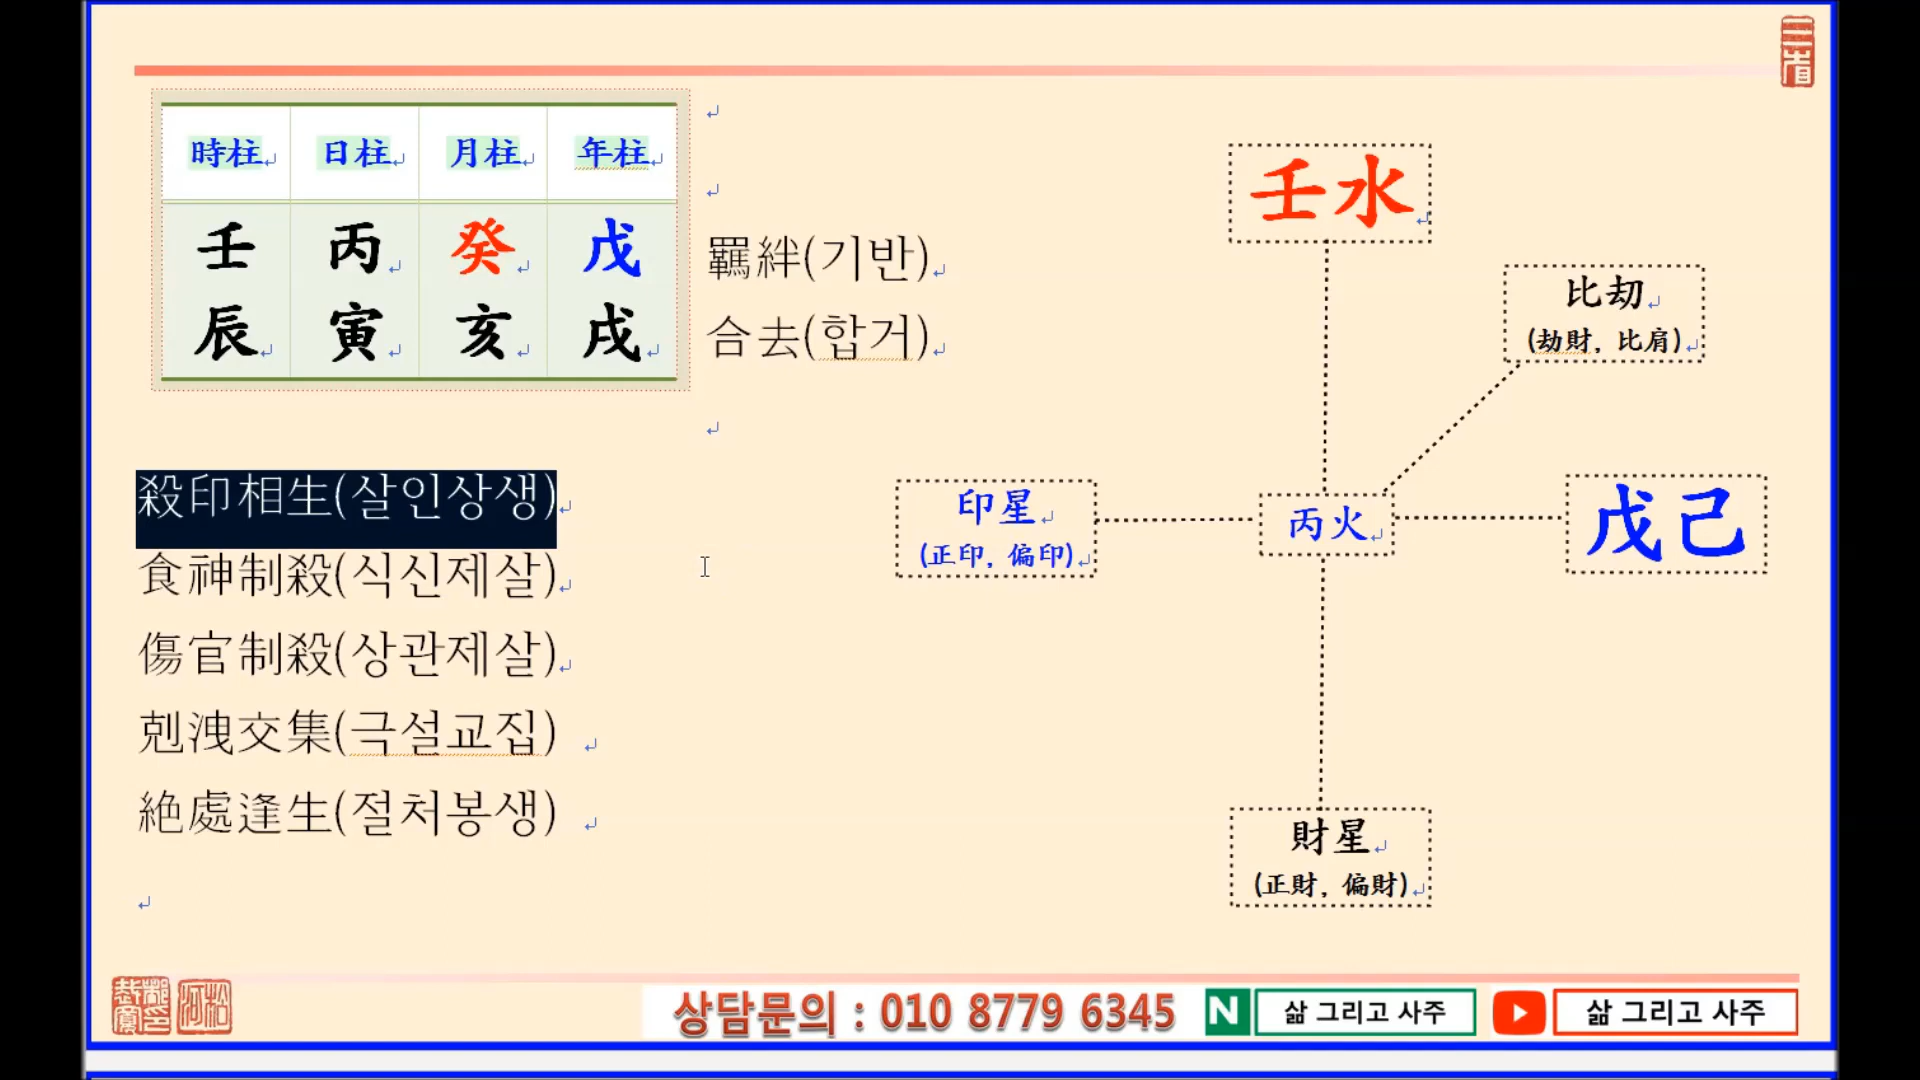 時柱 日柱 月柱 年柱
壬 丙 癸 戊
辰 寅 亥 戌
羈絆(기반)
合去(합거)
殺印相生(살인상생)
食神制殺(식신제살)
傷官制殺(상관제살)
剋洩交集(극설교집)
絶處逢生(절처봉생)
壬水
比刧
(劫財, 比肩)
印星
(正印, 偏印)
丙火
戊己
財星
(正財, 偏財)
상담문의 : 010 8779 6345
N 삶 그리고 사주
삶 그리고 사주